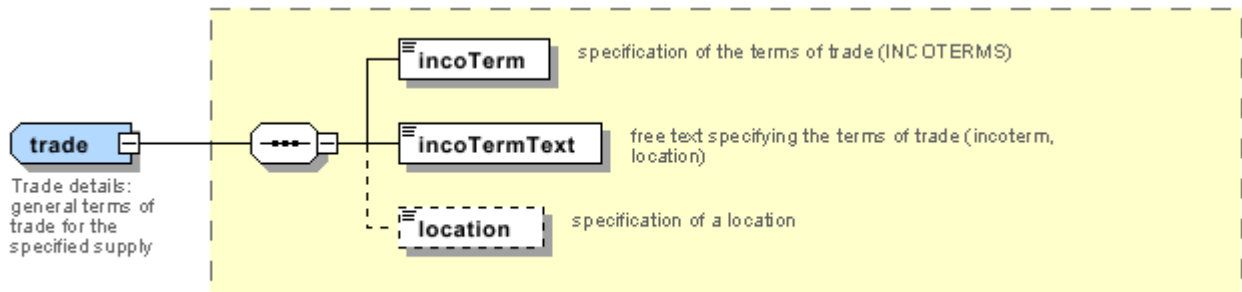 incoTerm
specification of the terms of trade (INCOTERMS)
trade
incoTermText
free text specifying the terms of trade (incoterm,
location)
Trade details:
general terms of
trade for the
specified supply
location
specification of a location